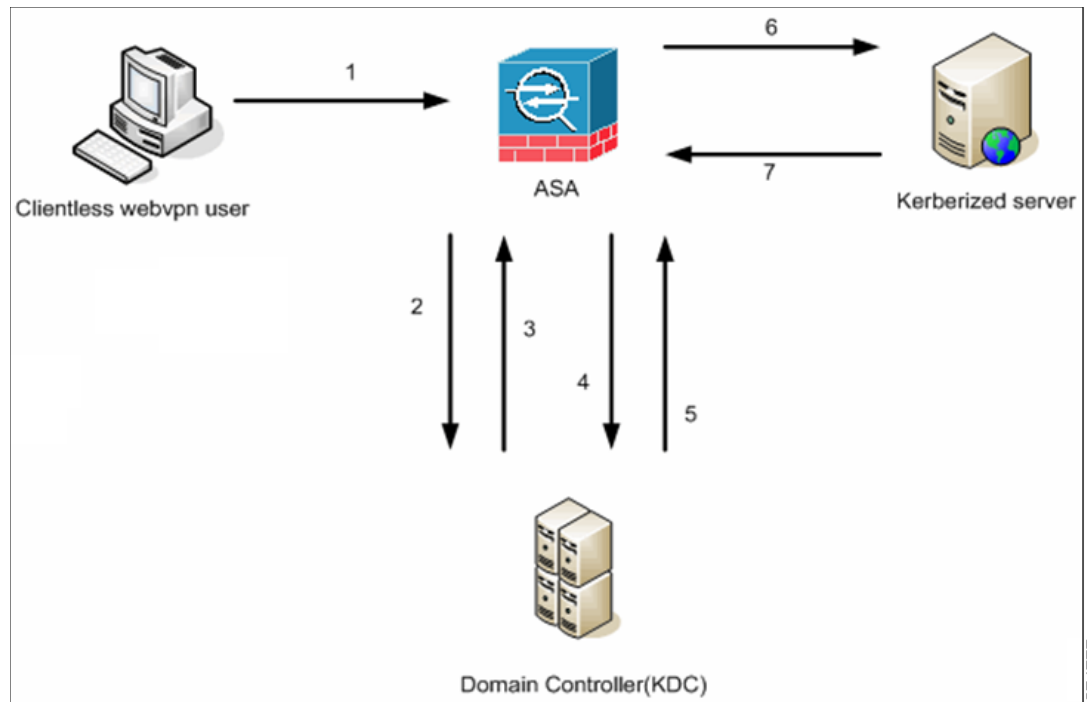 1
6
7
Clientless webvpn user
ASA
Kerberized server
2
3
4
5
Domain Controller(KDC)